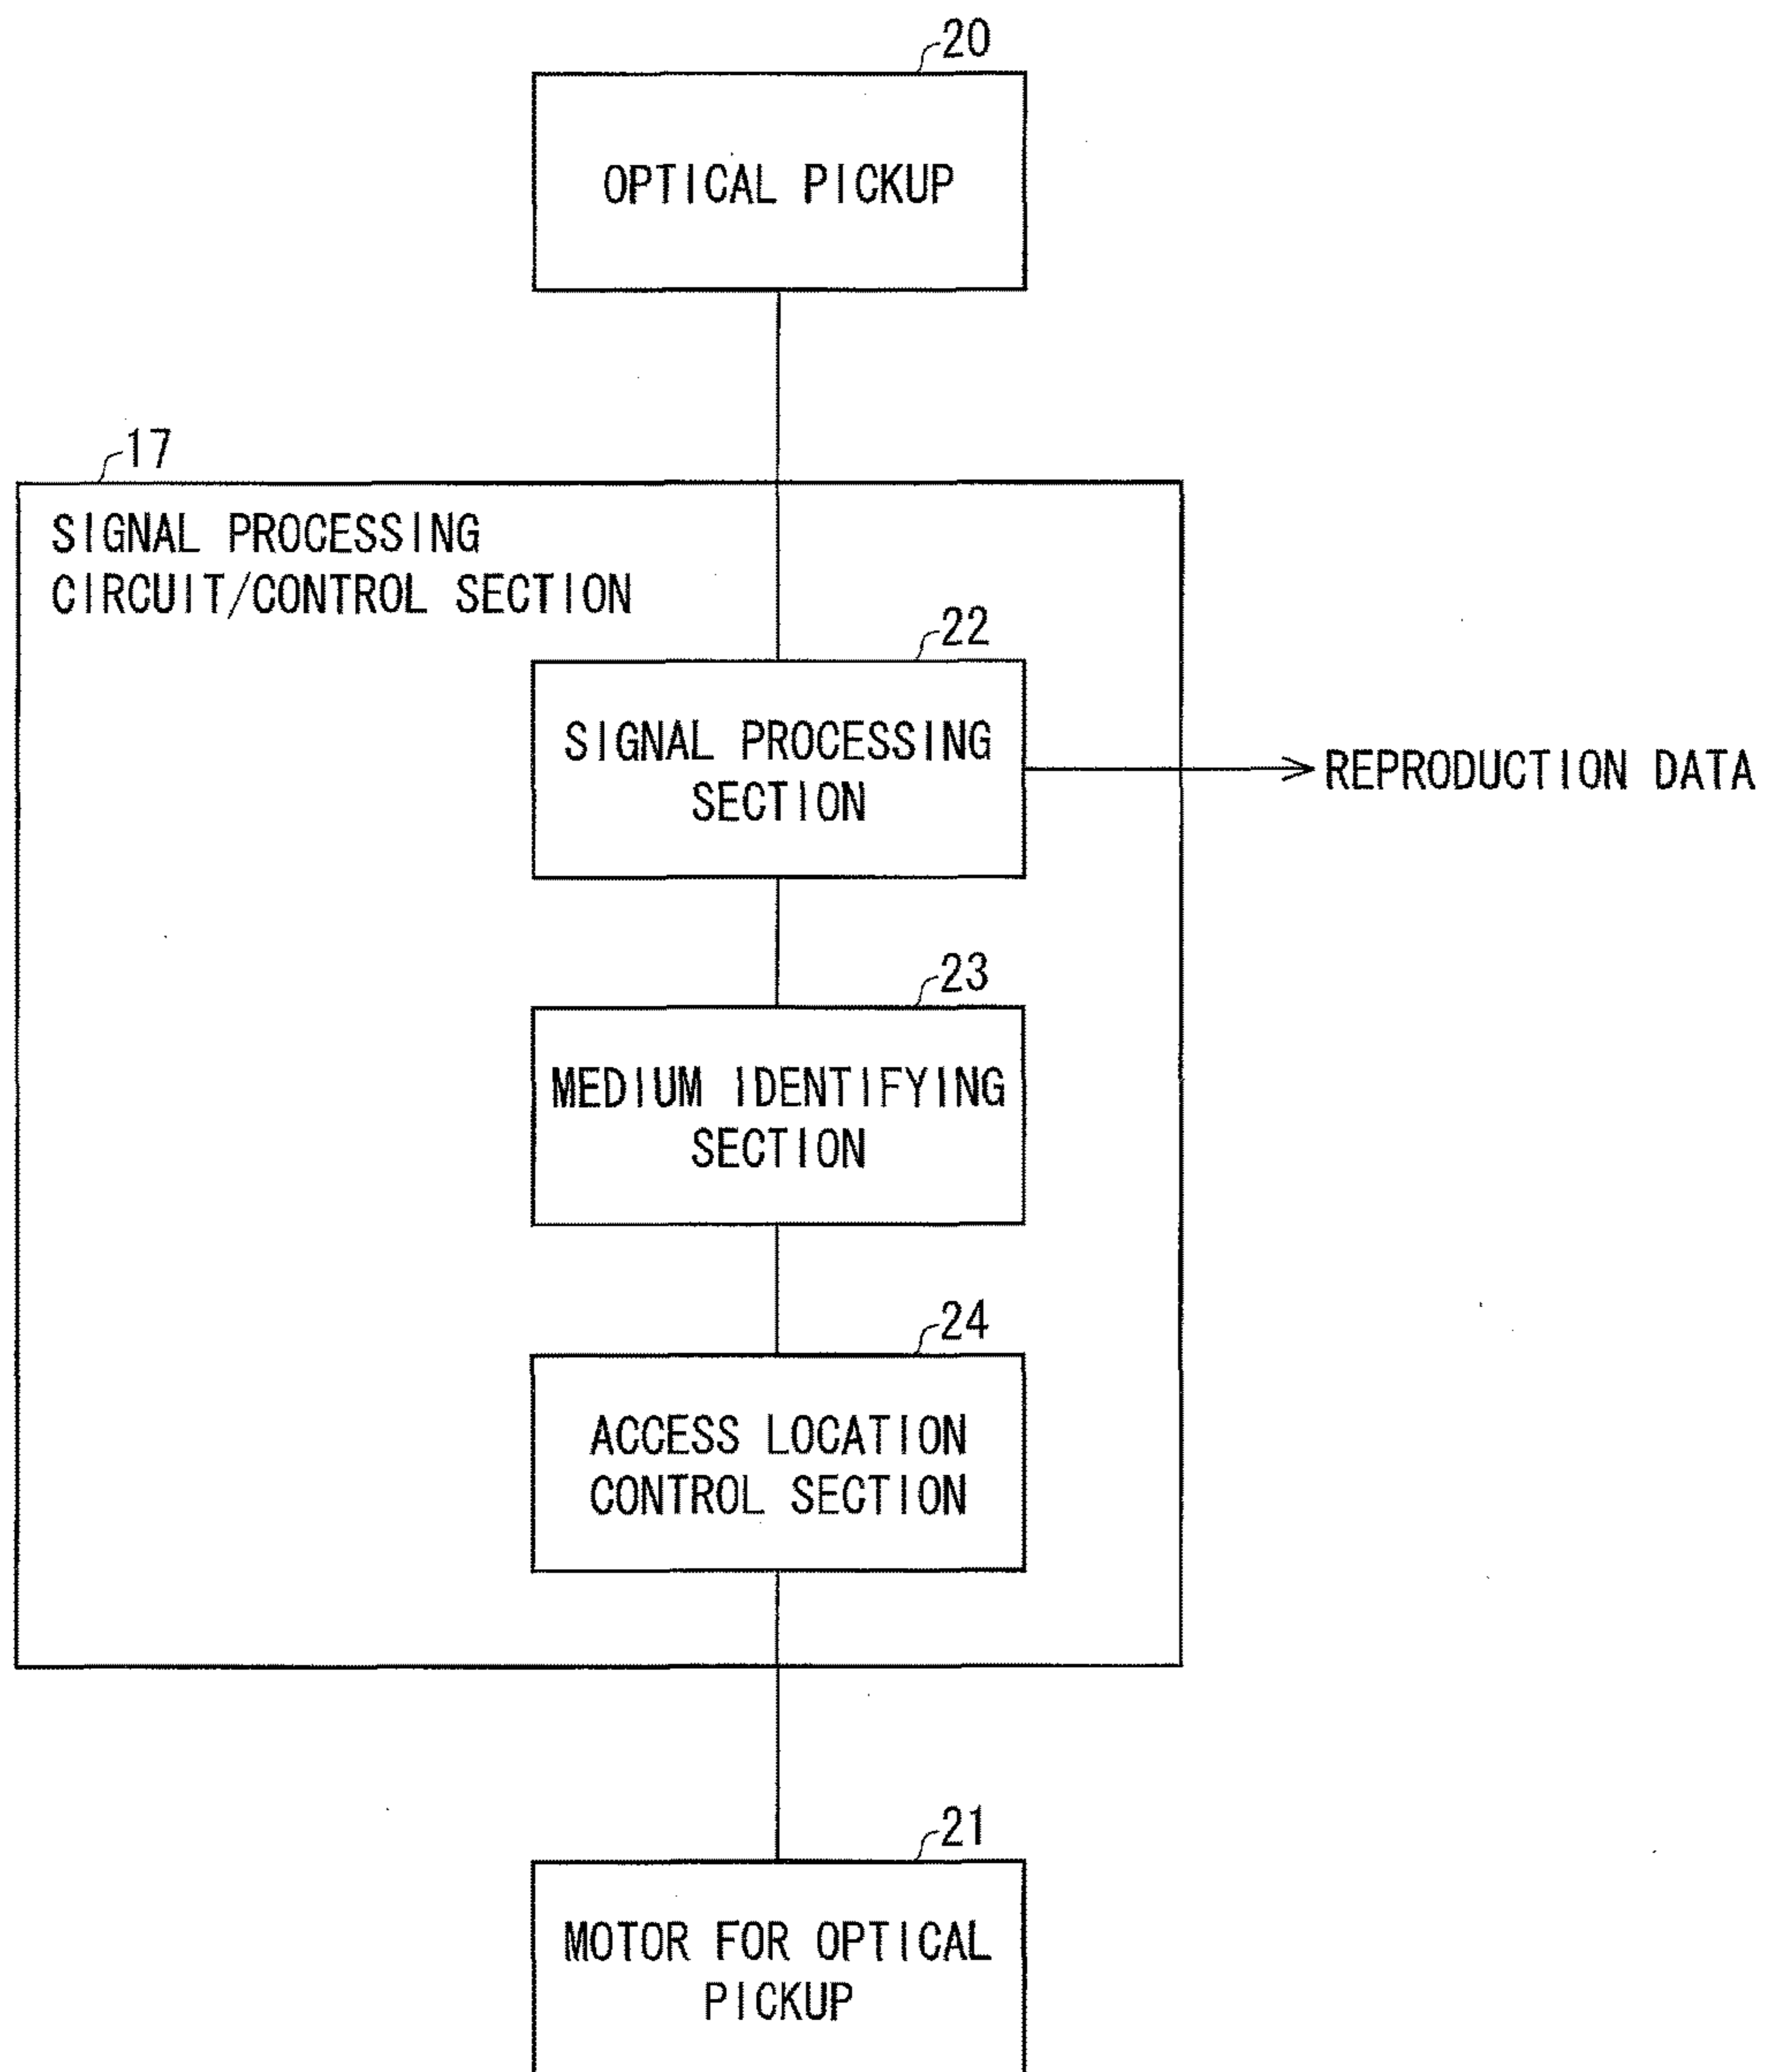 20
OPTICAL PICKUP
17
SIGNAL PROCESSING
CIRCUIT/CONTROL SECTION
22
SIGNAL PROCESSING
SECTION
REPRODUCTION DATA
23
MEDIUM IDENTIFYING
SECTION
24
ACCESS LOCATION
CONTROL SECTION
21
MOTOR FOR OPTICAL
PICKUP